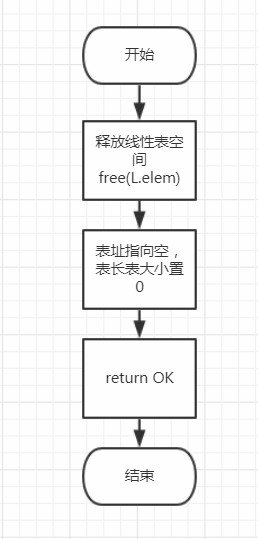 开始
释放线性表空
间
free(L.elem)
表址指向空，
表长表大小置
0
return OK
结束